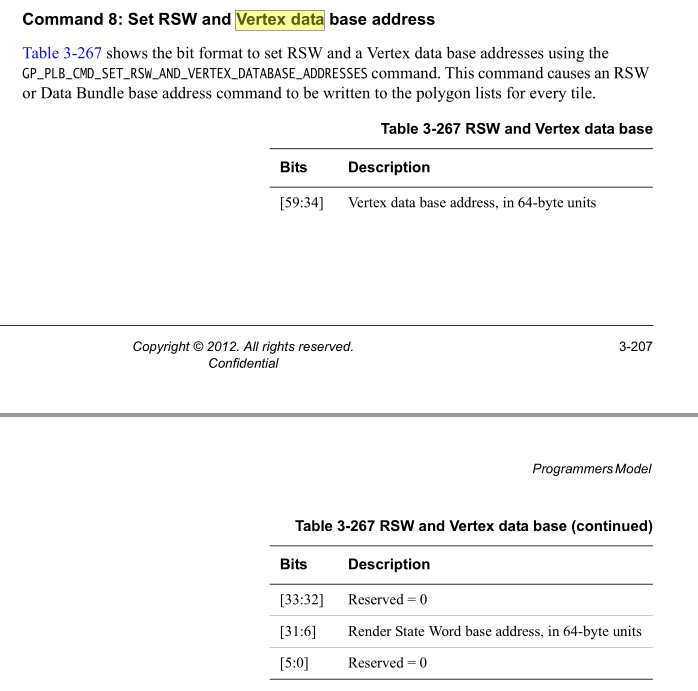 Command 8: Set RSW and Vertex data base address
Table 3-267 shows the bit format to set RSW and a Vertex data base addresses using the
GP_PLB_CMD_SET_RSW_AND_VERTEX_DATABASE_ADDRESSES command. This command causes an RSW
or Data Bundle base address command to be written to the polygon lists for every tile.
Table 3-267 RSW and Vertex data base
Bits Description
[59:34] Vertex data base address, in 64-byte units
Copyright © 2012. All rights reserved. 3-207
Confidential
Programmers Model
Table 3-267 RSW and Vertex data base (continued)
Bits Description
[33:32] Reserved = 0
[31:6] Render State Word base address, in 64-byte units
[5:0] Reserved = 0